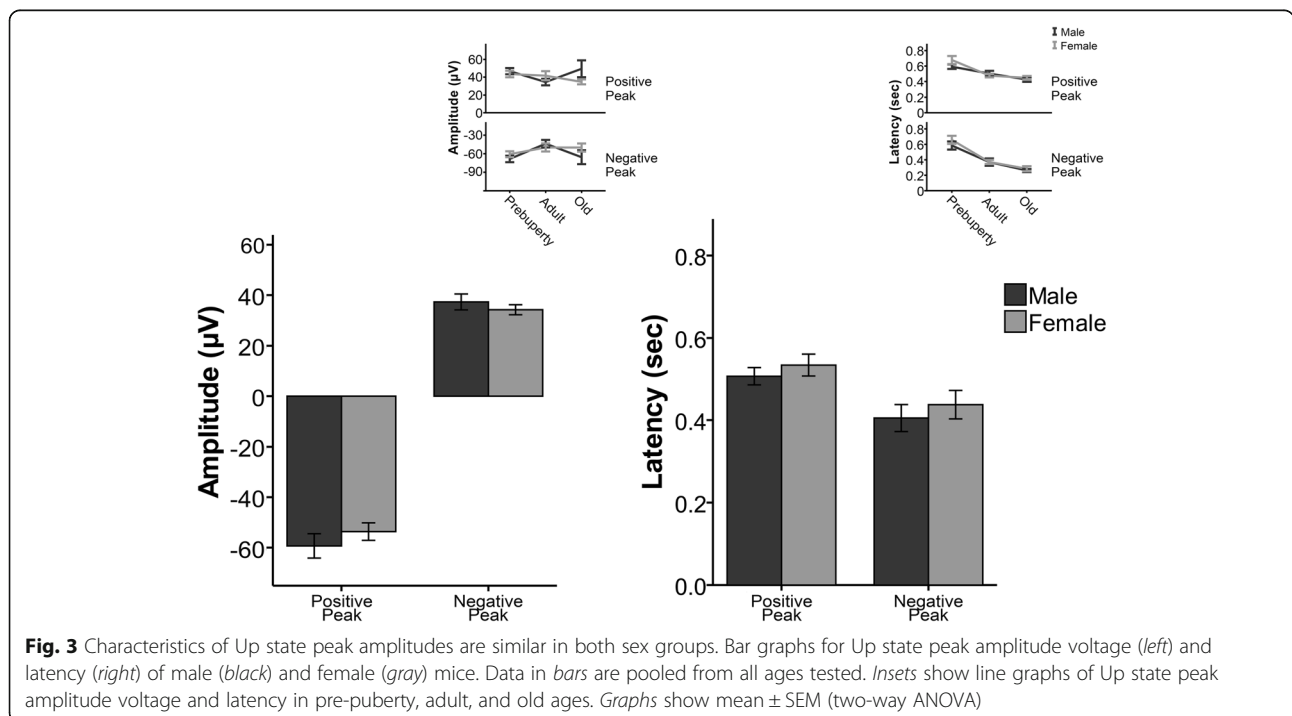 Male
Female
60
40
20
0
Amplitude (µV)
Positive
Peak
-30
-60
-90
Negative
Peak
Prebuperty
Adult
Old
0.8
0.6
0.4
0.2
0
Latency (sec)
Positive
Peak
0.8
0.6
0.4
0.2
0
Negative
Peak
Prebuperty
Adult
Old
60
40
20
0
-20
-40
-60
Amplitude (µV)
Positive
Peak
Negative
Peak
0.8
0.6
0.4
0.2
0.0
Latency (sec)
Positive
Peak
Negative
Peak
Male
Female
Fig. 3 Characteristics of Up state peak amplitudes are similar in both sex groups. Bar graphs for Up state peak amplitude voltage (left) and
latency (right) of male (black) and female (gray) mice. Data in bars are pooled from all ages tested. Insets show line graphs of Up state peak
amplitude voltage and latency in pre-puberty, adult, and old ages. Graphs show mean ± SEM (two-way ANOVA)